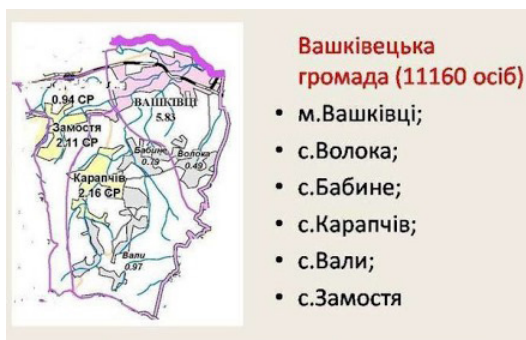 0.94 СР
ВАШКІВЦІ
5.83
Замостя
2.11 СР
Бабине
0.79
Волока
0.49
Карапчів
2.16 СР
Вали
0.97
Вашківецька
громада (11160 осіб)
• м.Вашківці;
• с.Волока;
• с.Бабине;
• с.Карапчів;
• с.Вали;
• с.Замостя